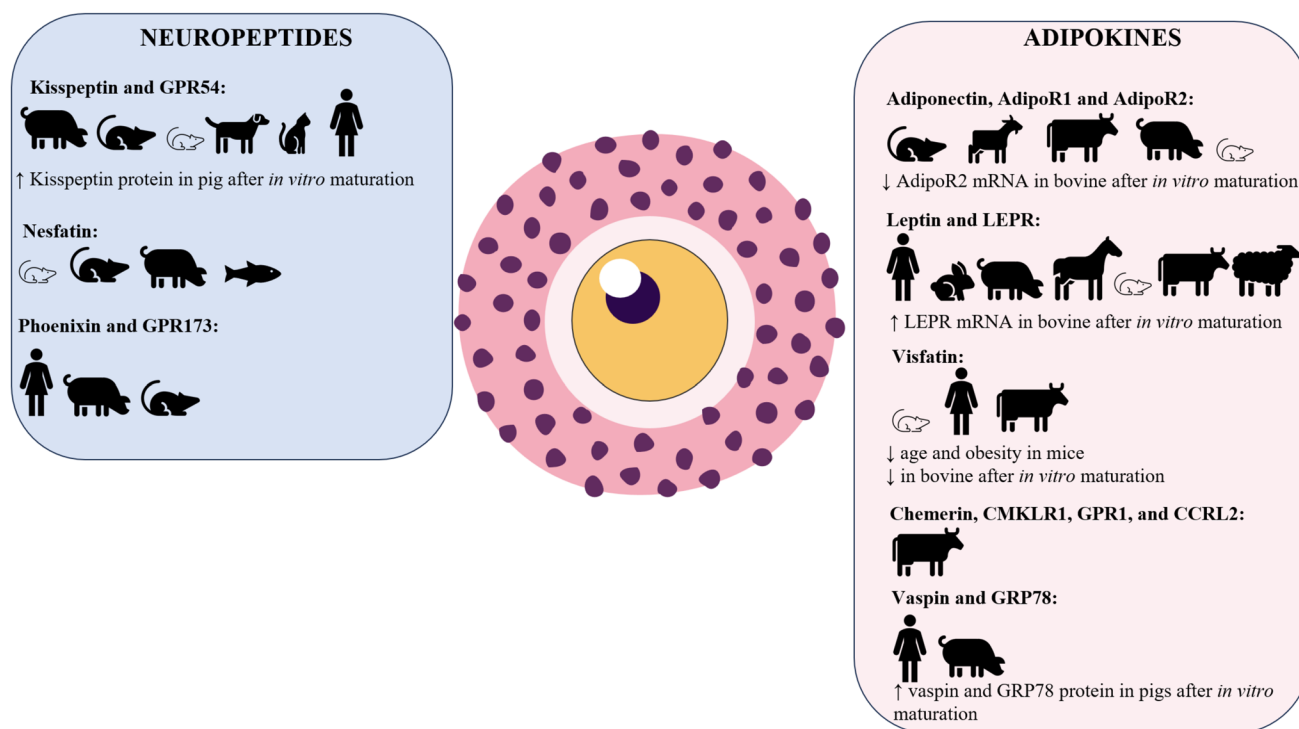 NEUROPEPTIDES
Kisspeptin and GPR54:
↑ Kisspeptin protein in pig after in vitro maturation
Nesfatin:
Phoenixin and GPR173:
ADIPOKINES
Adiponectin, AdipoR1 and AdipoR2:
↓ AdipoR2 mRNA in bovine after in vitro maturation
Leptin and LEPR:
↑ LEPR mRNA in bovine after in vitro maturation
Visfatin:
↓ age and obesity in mice
↓ in bovine after in vitro maturation
Chemerin, CMKLR1, GPR1, and CCRL2:
Vaspin and GRP78:
↑ vaspin and GRP78 protein in pigs after in vitro
maturation